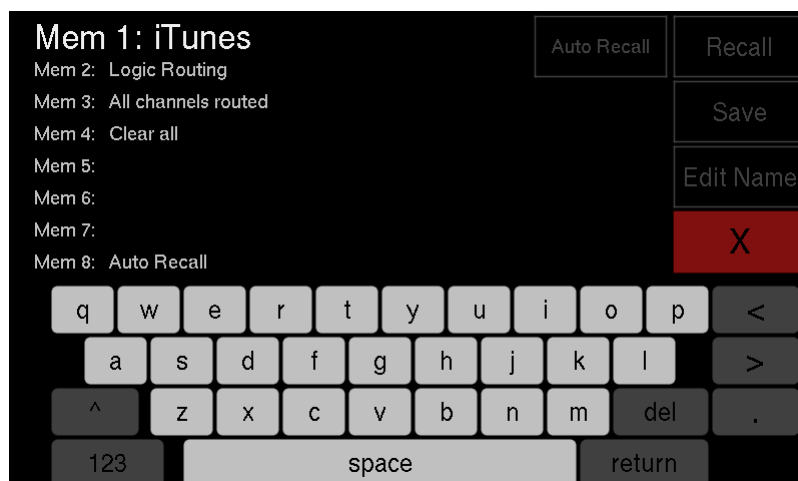 Mem 1: iTunes
Auto Recall
Recall
Mem 2: Logic Routing
Mem 3: All channels routed
Save
Mem 4: Clear all
Mem 5:
Edit Name
Mem 6:
Mem 7:
X
Mem 8: Auto Recall
q w e r t y u i o p <
a s d f g h j k l >
^ z x c v b n m del .
123 space return